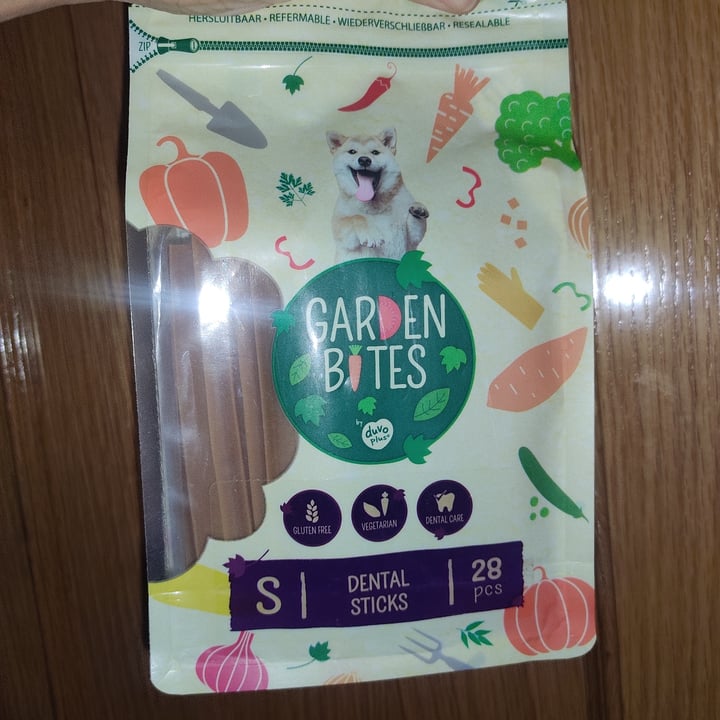 HERSLUITBAAR • REFERMABLE • WIEDERVERSCHLIEßBAR • RESEALABLE
ZIP
GARDEN
BITES
by
duvo
plus®
GLUTEN FREE
VEGETARIAN
DENTAL CARE
S
DENTAL
STICKS
28
pcs